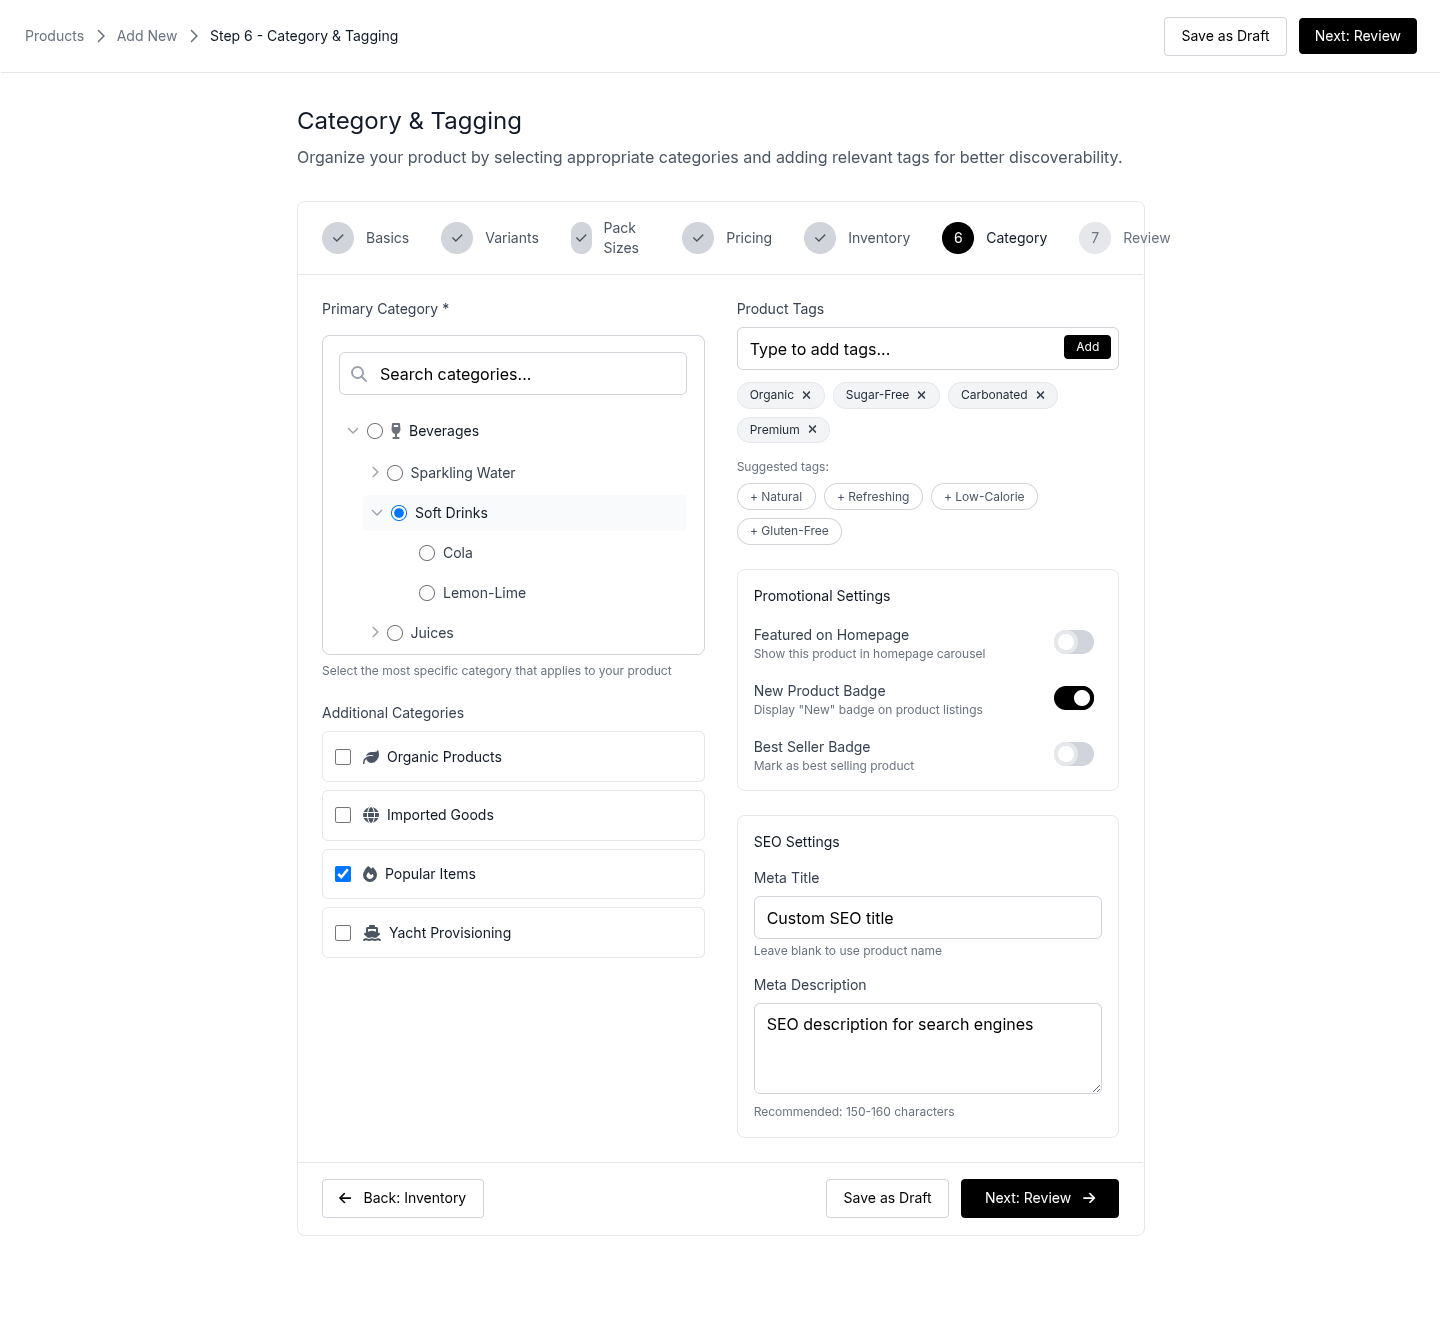 Products
Add New
Step 6 - Category & Tagging
Save as Draft
Next: Review
Category & Tagging
Organize your product by selecting appropriate categories and adding relevant tags for better discoverability.
Basics
Variants
Pack
Sizes
Pricing
Inventory
6
Category
7
Review
Primary Category *
Search categories...
Beverages
Sparkling Water
Soft Drinks
Cola
Lemon-Lime
Juices
Select the most specific category that applies to your product
Additional Categories
Organic Products
Imported Goods
Popular Items
Yacht Provisioning
Product Tags
Type to add tags...
Add
Organic
Sugar-Free
Carbonated
Premium
Suggested tags:
+ Natural
+ Refreshing
+ Low-Calorie
+ Gluten-Free
Promotional Settings
Featured on Homepage
Show this product in homepage carousel
New Product Badge
Display "New" badge on product listings
Best Seller Badge
Mark as best selling product
SEO Settings
Meta Title
Custom SEO title
Leave blank to use product name
Meta Description
SEO description for search engines
Recommended: 150-160 characters
Back: Inventory
Save as Draft
Next: Review